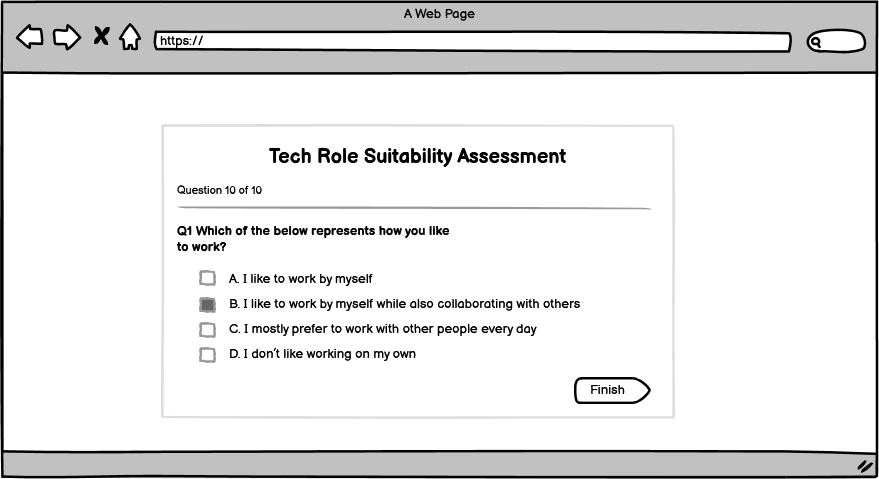 A Web Page
https://
Tech Role Suitability Assessment
Question 10 of 10
Q1 Which of the below represents how you like
to work?
A. I like to work by myself
B. I like to work by myself while also collaborating with others
C. I mostly prefer to work with other people every day
D. I don't like working on my own
Finish